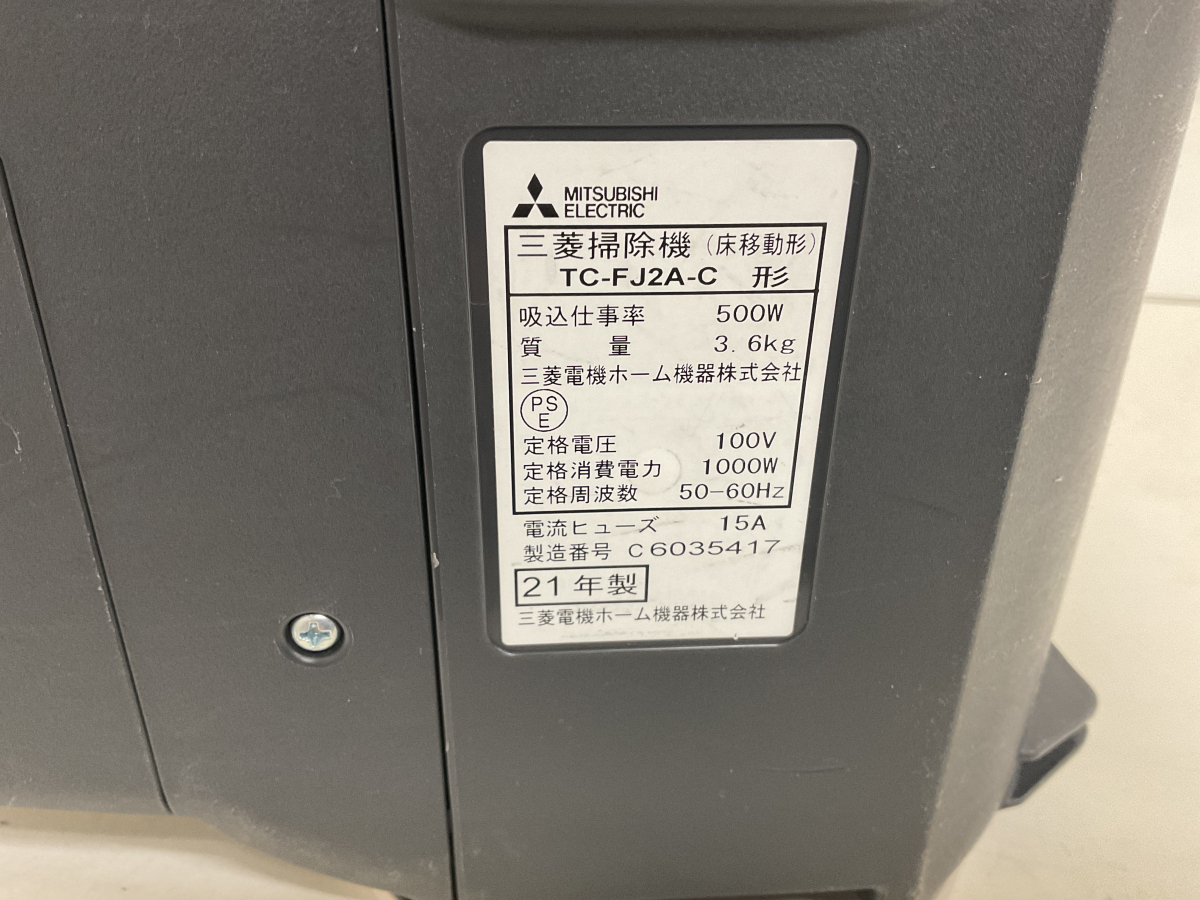 MITSUBISHI
ELECTRIC
三菱掃除機(床移動形)
TC-FJ2A-C 形
吸込仕事率 500W
質 量 3.6kg
三菱電機ホーム機器株式会社
PS
E
定格電圧 100V
定格消費電力 1000W
定格周波数 50-60Hz
電流ヒューズ 15A
製造番号 C6035417
21年製
三菱電機ホーム機器株式会社